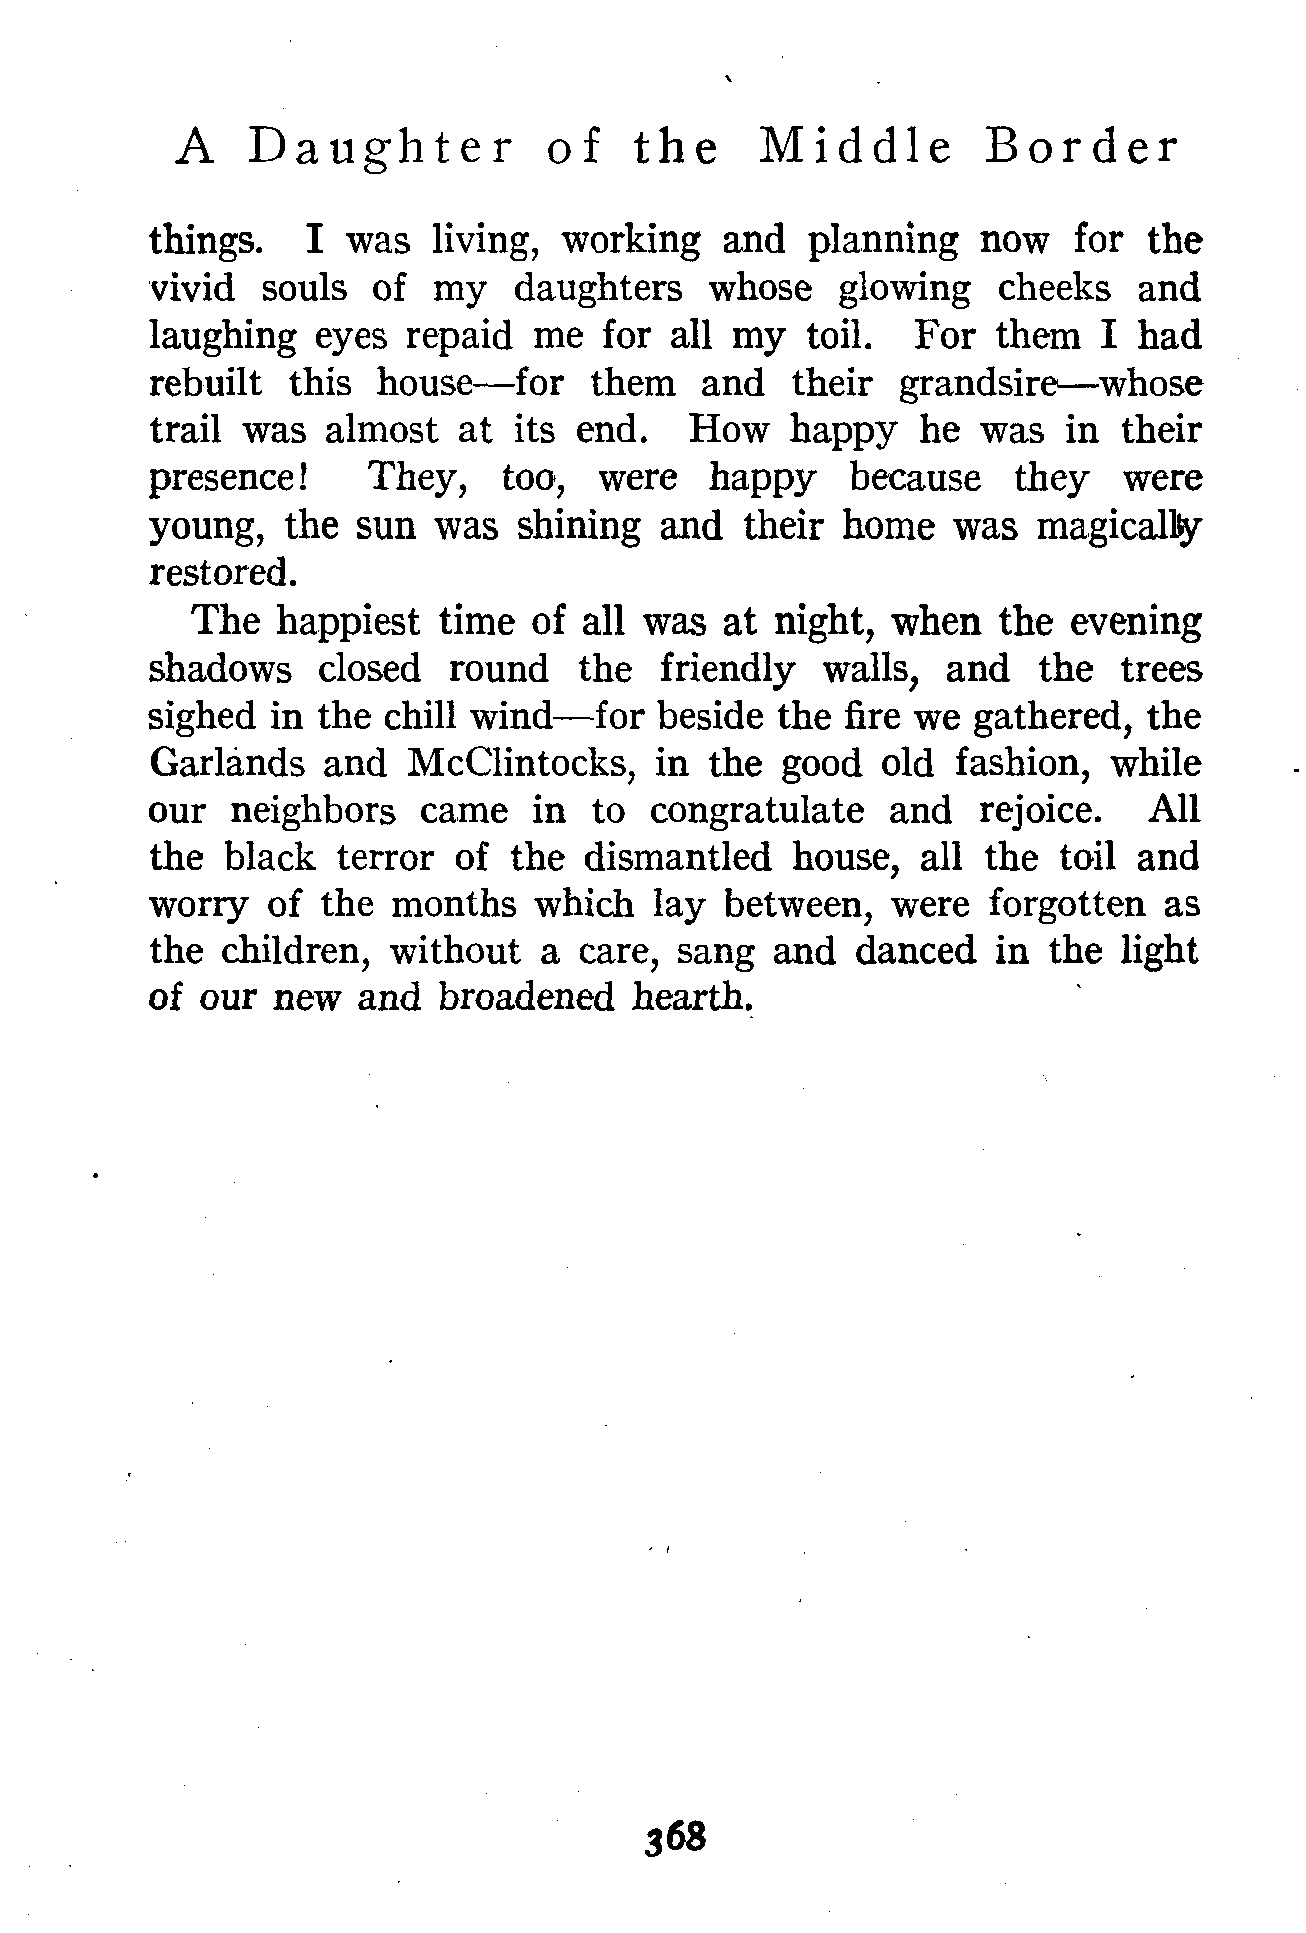 A Daughter of the Middle Border
things. I was living, working and planning now for the
vivid souls of my daughters whose glowing cheeks and
laughing eyes repaid me for all my toil. For them I had
rebuilt this house—for them and their grandsire—whose
trail was almost at its end. How happy he was in their
presence! They, too, were happy because they were
young, the sun was shining and their home was magically
restored.
The happiest time of all was at night, when the evening
shadows closed round the friendly walls, and the trees
sighed in the chill wind—for beside the fire we gathered, the
Garlands and McClintocks, in the good old fashion, while
our neighbors came in to congratulate and rejoice. All
the black terror of the dismantled house, all the toil and
worry of the months which lay between, were forgotten as
the children, without a care, sang and danced in the light
of our new and broadened hearth.
368